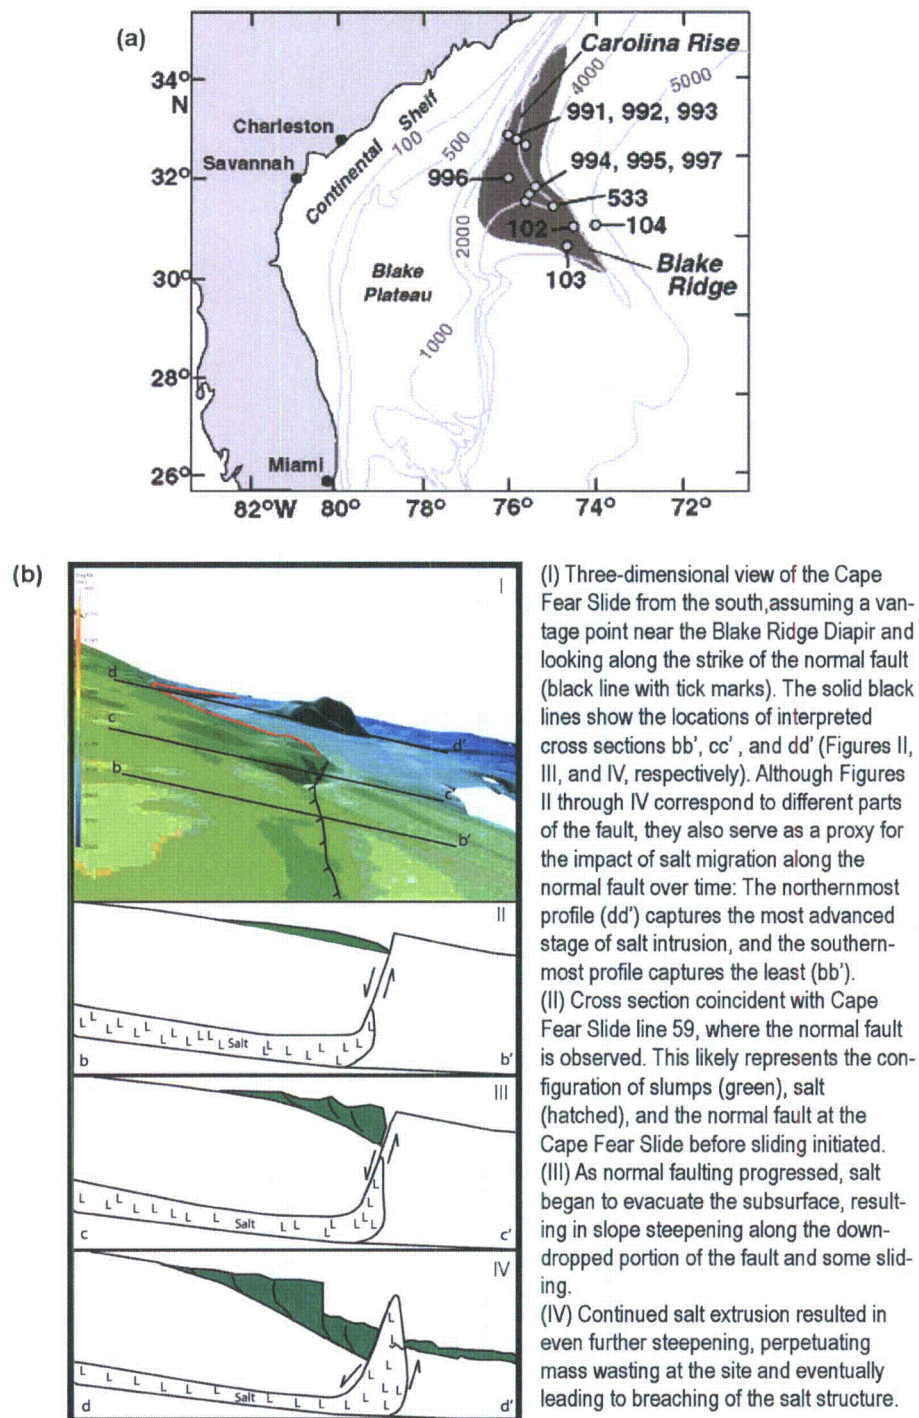 (a)
Carolina Rise
34°
N
4000
5000
Continental Shelf
991, 992, 993
Charleston
100
500
Savannah
994, 995, 997
32°
996
533
2000
102
104
Blake
Plateau
Blake
Ridge
103
30°
1000
28°
Miami
26°
82°W
80°
78°
76°
74°
72°
(b)
I
d
c
b
d'
c'
b'
II
L L L L L L L L L Salt L L L L L L
b
b'
III
L L L L L L L Salt L L L L L L L
c
c'
IV
L L L L L L Salt L L L L L L L L L L L
d
d'
(I) Three-dimensional view of the Cape
Fear Slide from the south,assuming a van-
tage point near the Blake Ridge Diapir and
looking along the strike of the normal fault
(black line with tick marks). The solid black
lines show the locations of interpreted
cross sections bb', cc' , and dd' (Figures II,
III, and IV, respectively). Although Figures
II through IV correspond to different parts
of the fault, they also serve as a proxy for
the impact of salt migration along the
normal fault over time: The northernmost
profile (dd') captures the most advanced
stage of salt intrusion, and the southern-
most profile captures the least (bb').
(II) Cross section coincident with Cape
Fear Slide line 59, where the normal fault
is observed. This likely represents the con-
figuration of slumps (green), salt
(hatched), and the normal fault at the
Cape Fear Slide before sliding initiated.
(III) As normal faulting progressed, salt
began to evacuate the subsurface, result-
ing in slope steepening along the down-
dropped portion of the fault and some slid-
ing.
(IV) Continued salt extrusion resulted in
even further steepening, perpetuating
mass wasting at the site and eventually
leading to breaching of the salt structure.